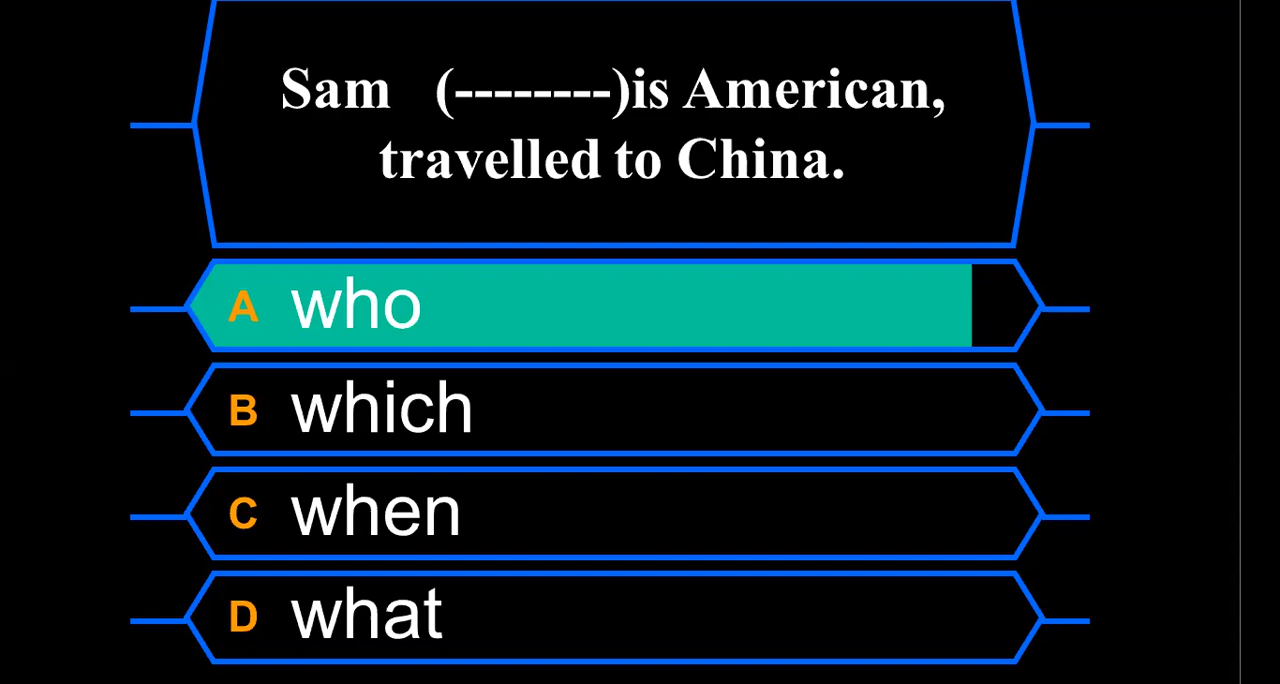 Sam (--------)is American,
travelled to China.
A who
B which
C when
D what